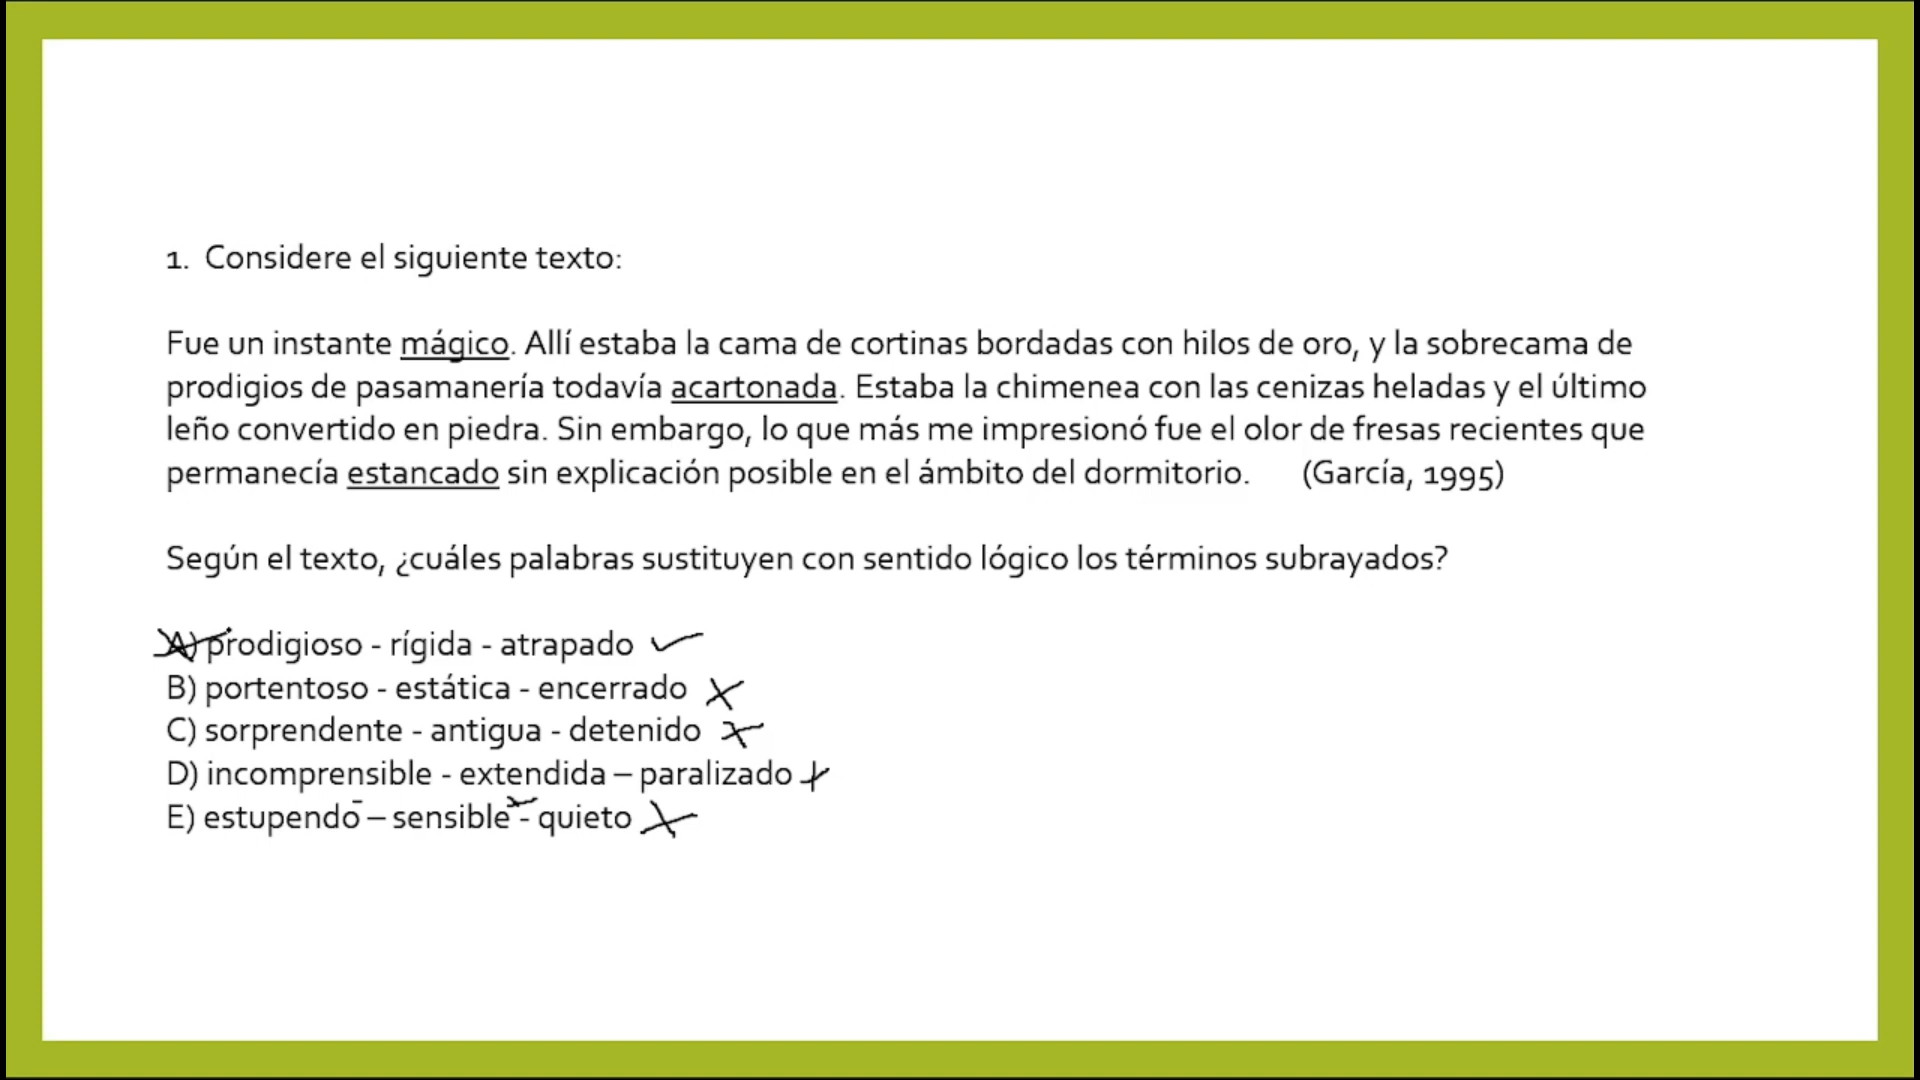 1. Considere el siguiente texto:
Fue un instante mágico. Allí estaba la cama de cortinas bordadas con hilos de oro, y la sobrecama de
prodigios de pasamanería todavía acartonada. Estaba la chimenea con las cenizas heladas y el último
leño convertido en piedra. Sin embargo, lo que más me impresionó fue el olor de fresas recientes que
permanecía estancado sin explicación posible en el ámbito del dormitorio. (García, 1995)
Según el texto, ¿cuáles palabras sustituyen con sentido lógico los términos subrayados?
A) prodigioso - rígida - atrapado
B) portentoso - estática - encerrado
C) sorprendente - antigua - detenido
D) incomprensible - extendida – paralizado
E) estupendo – sensible - quieto